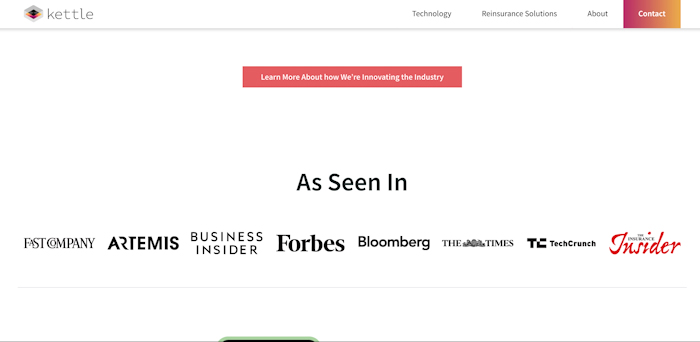 kettle
Technology
Reinsurance Solutions
About
Contact
Learn More About how We're Innovating the Industry
As Seen In
FAST COMPANY
ARTEMIS
BUSINESS
INSIDER
Forbes
Bloomberg
THE TIMES
TC TechCrunch
THE
INSURANCE
Insider